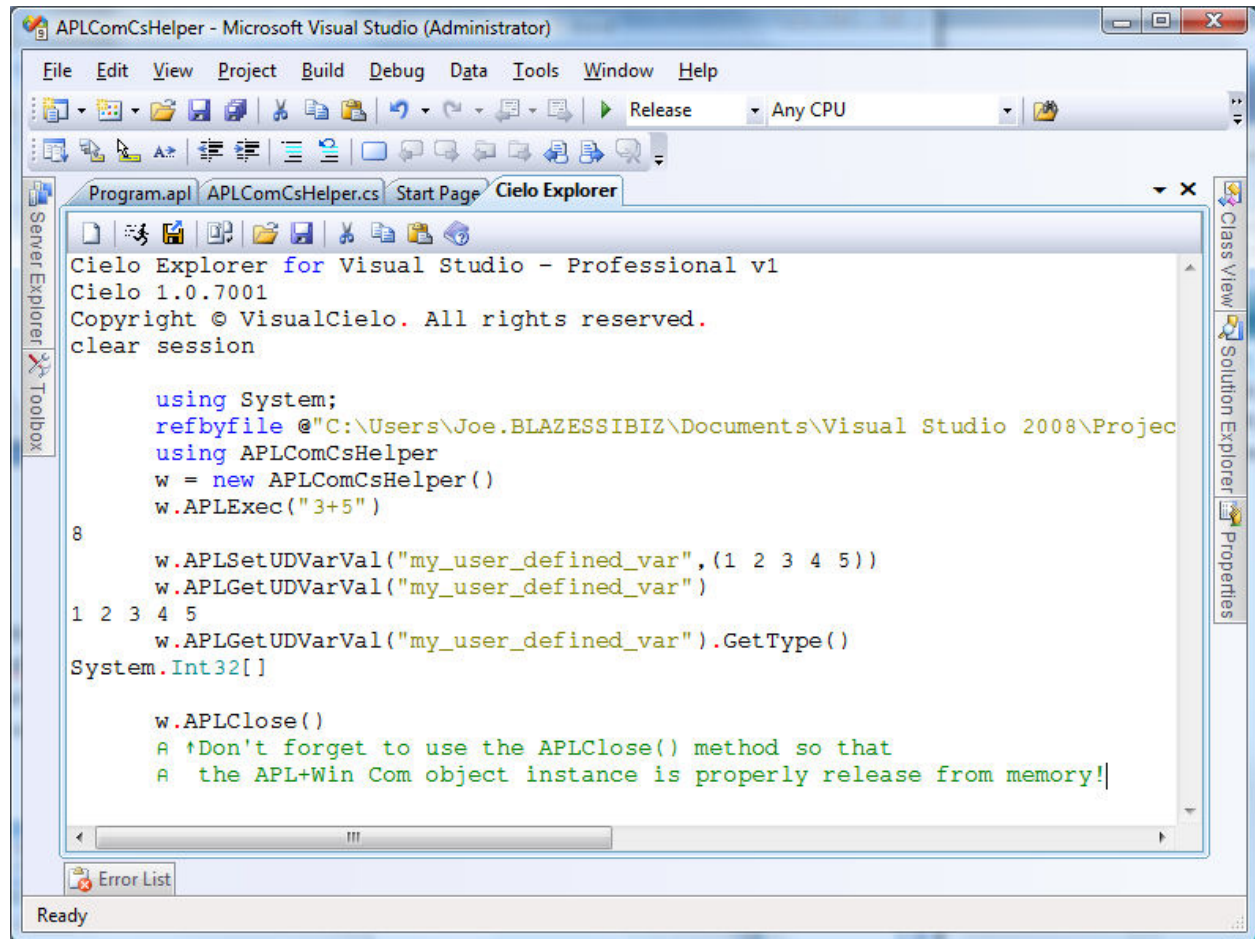 APLComCsHelper - Microsoft Visual Studio (Administrator)
File Edit View Project Build Debug Data Tools Window Help
Release Any CPU
Program.apl APLComCsHelper.cs Start Page Cielo Explorer
Server Explorer
Toolbox
Cielo Explorer for Visual Studio - Professional v1
Cielo 1.0.7001
Copyright © VisualCielo. All rights reserved.
clear session
using System;
refbyfile @"C:\Users\Joe.BLAZESSIBIZ\Documents\Visual Studio 2008\Projec
using APLComCsHelper
w = new APLComCsHelper()
w.APLExec("3+5")
8
w.APLSetUDVarVal("my_user_defined_var",(1 2 3 4 5))
w.APLGetUDVarVal("my_user_defined_var")
1 2 3 4 5
w.APLGetUDVarVal("my_user_defined_var").GetType()
System.Int32[]
w.APLClose()
⍝ ↑Don't forget to use the APLClose() method so that
⍝ the APL+Win Com object instance is properly release from memory!
Class View
Solution Explorer
Properties
Error List
Ready